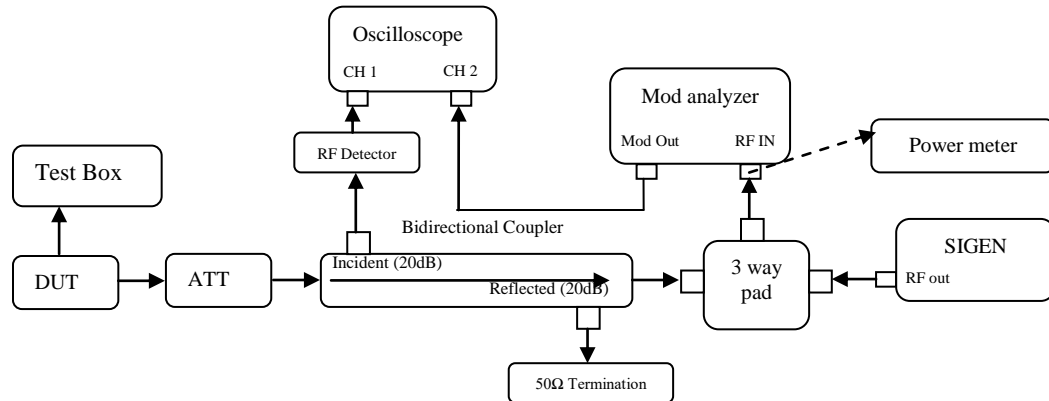 Oscilloscope
CH 1
CH 2
Mod analyzer
Mod Out
RF IN
Power meter
RF Detector
Test Box
Bidirectional Coupler
DUT
ATT
Incident (20dB)
Reflected (20dB)
3 way
pad
SIGEN
RF out
50Ω Termination